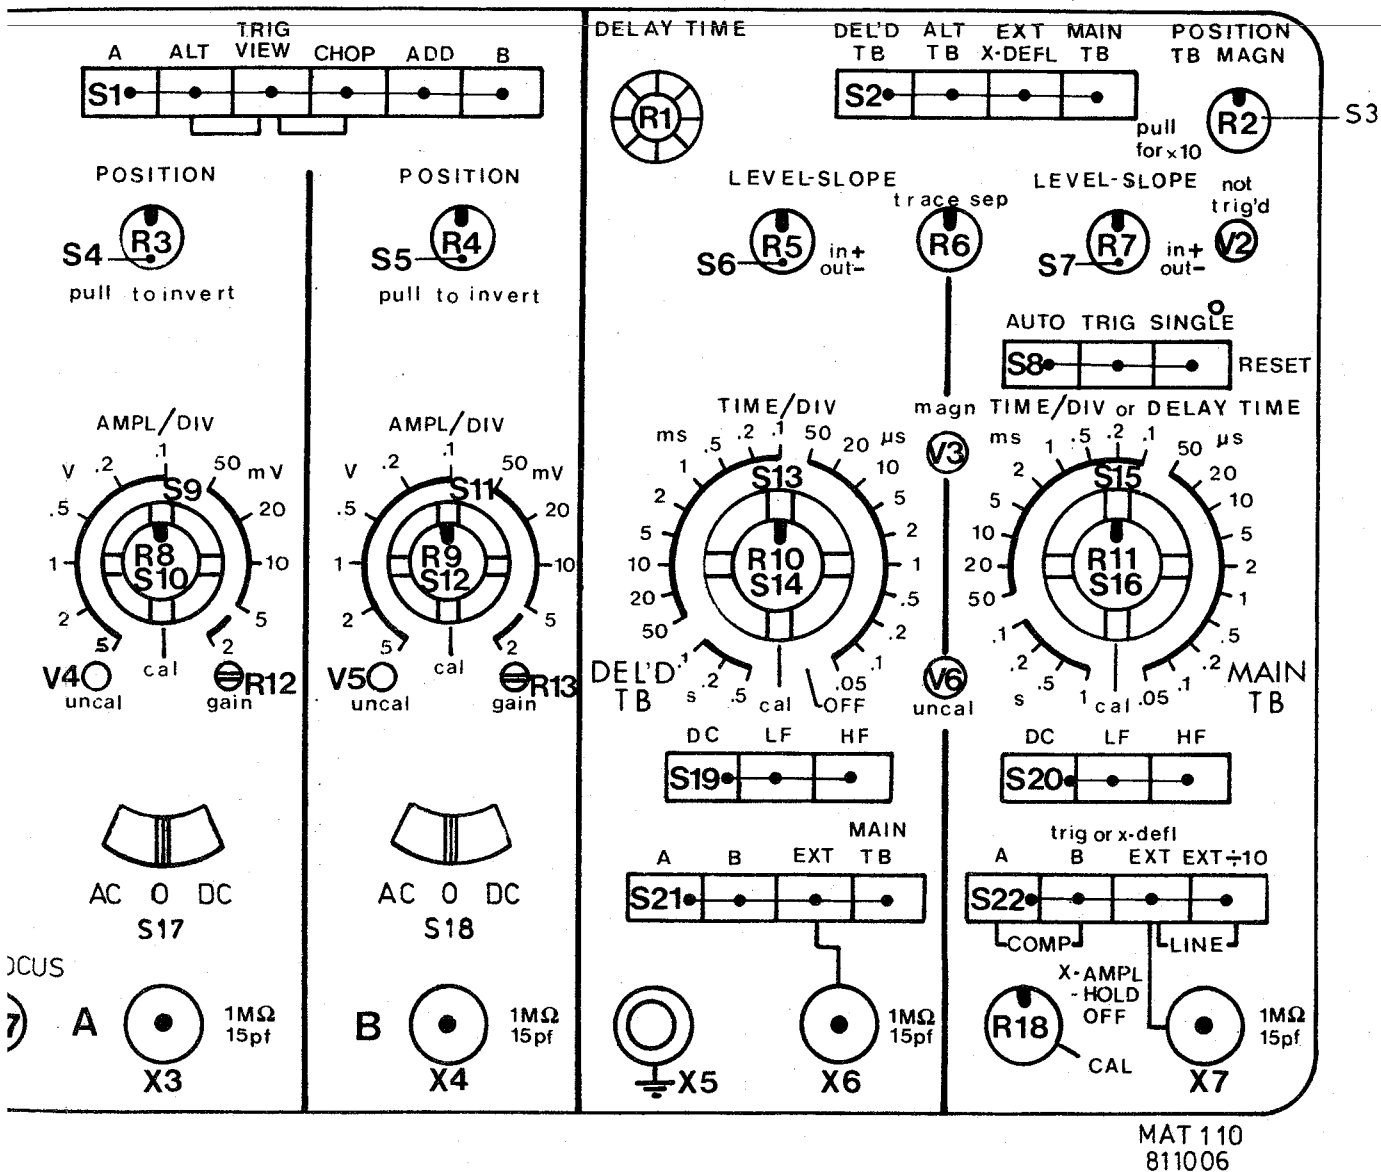 TRIG
A ALT VIEW CHOP ADD B
S1
DELAY TIME
R1
DEL'D ALT EXT MAIN
TB TB X-DEFL TB
S2
POSITION
TB MAGN
R2
S3
pull
for x10
POSITION
R3
S4
pull to invert
POSITION
R4
S5
pull to invert
LEVEL-SLOPE
R5
S6
in+
out-
trace sep
R6
LEVEL-SLOPE
R7
S7
in+
out-
not
trig'd
V2
AUTO TRIG SINGLE
S8
RESET
AMPL/DIV
V .5 .2 .1 50 mV
20
10
5
2
1
2
5
S9
R8
S10
cal
V4
uncal
R12
gain
AMPL/DIV
V .5 .2 .1 50 mV
20
10
5
2
1
2
5
S11
R9
S12
cal
V5
uncal
R13
gain
TIME/DIV
ms 1 .5 .2 .1 50 20 µs
10
5
2
1
.5
.2
.1
.05
OFF
2
5
10
20
50
.1
.2
.5
s
S13
R10
S14
cal
DEL'D
TB
magn
V3
V6
uncal
TIME/DIV or DELAY TIME
ms 2 1 .5 .2 .1 50 µs
20
10
5
2
1
.5
.2
.1
.05
5
10
20
50
.1
.2
.5
1
s
S15
R11
S16
cal
MAIN
TB
DC LF HF
S19
DC LF HF
S20
AC 0 DC
S17
AC 0 DC
S18
MAIN
A B EXT TB
S21
trig or x-defl
A B EXT EXT÷10
S22
COMP LINE
OCUS
7
A
1MΩ
15pf
X3
B
1MΩ
15pf
X4
X5
1MΩ
15pf
X6
X-AMPL
-HOLD
OFF
R18
CAL
1MΩ
15pf
X7
MAT 110
811006